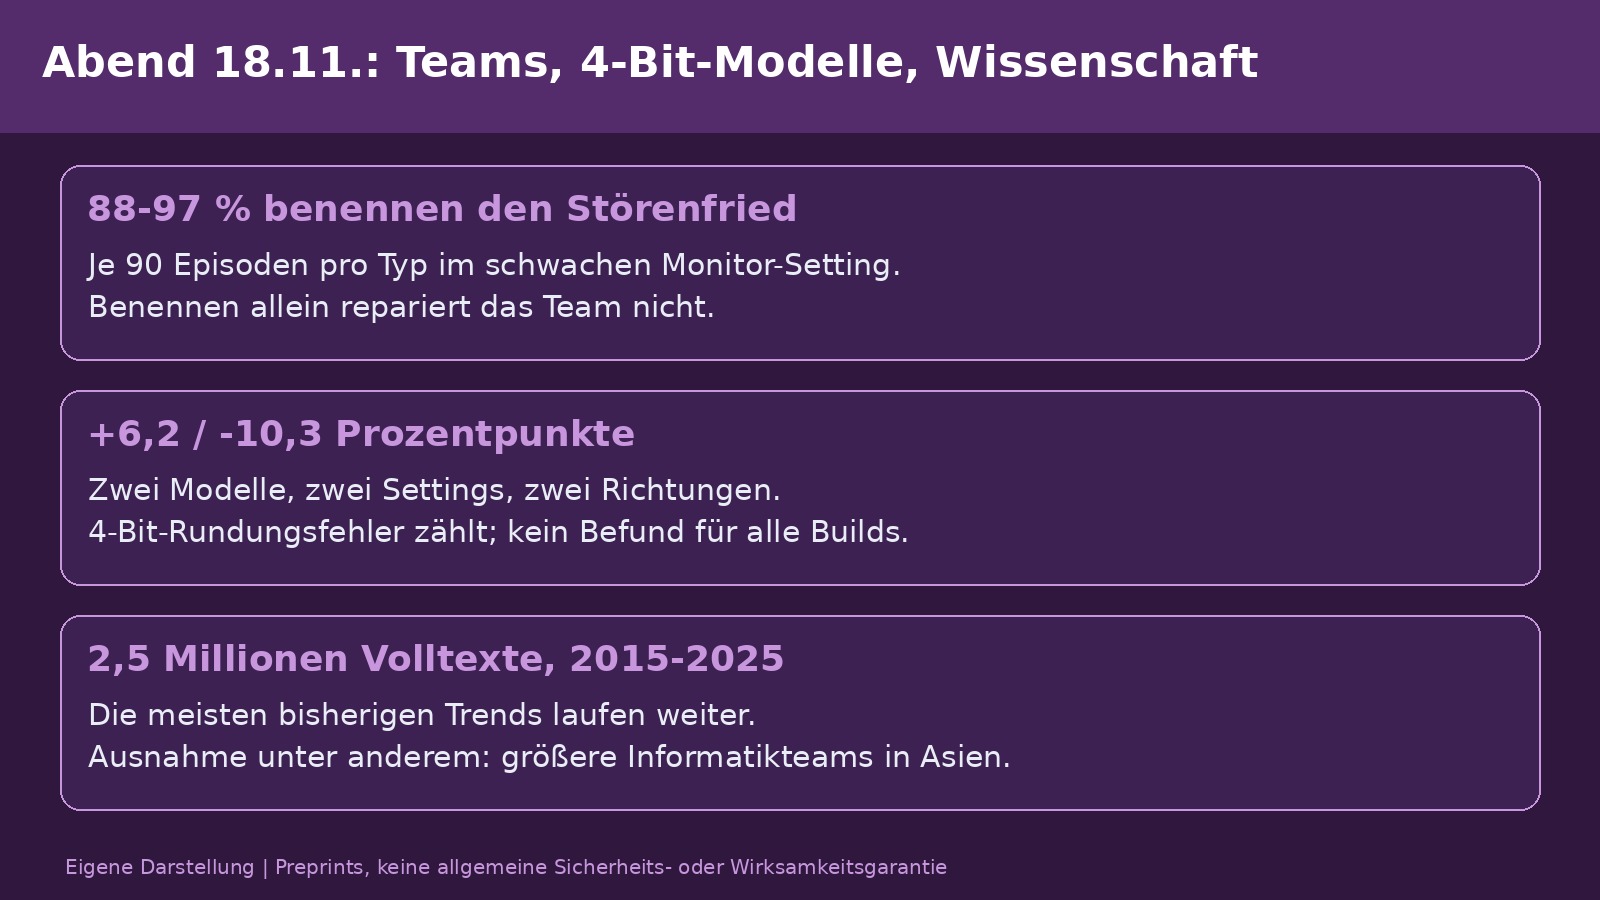 Abend 18.11.: Teams, 4-Bit-Modelle, Wissenschaft
88-97 % benennen den Störenfried
Je 90 Episoden pro Typ im schwachen Monitor-Setting.
Benennen allein repariert das Team nicht.
+6,2 / -10,3 Prozentpunkte
Zwei Modelle, zwei Settings, zwei Richtungen.
4-Bit-Rundungsfehler zählt; kein Befund für alle Builds.
2,5 Millionen Volltexte, 2015-2025
Die meisten bisherigen Trends laufen weiter.
Ausnahme unter anderem: größere Informatikteams in Asien.
Eigene Darstellung | Preprints, keine allgemeine Sicherheits- oder Wirksamkeitsgarantie